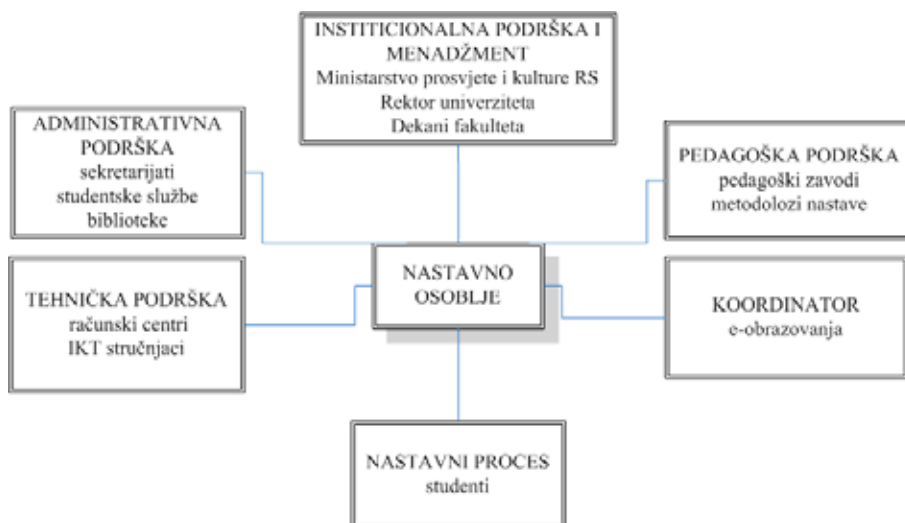 INSTITICIONALNA PODRŠKA I
MENADŽMENT
Ministarstvo prosvjete i kulture RS
Rektor univerziteta
Dekani fakulteta
ADMINISTRATIVNA
PODRŠKA
sekretarijati
studentske službe
biblioteke
PEDAGOŠKA PODRŠKA
pedagoški zavodi
metodolozi nastave
NASTAVNO
OSOBLJE
TEHNIČKA PODRŠKA
računski centri
IKT stručnjaci
KOORDINATOR
e-obrazovanja
NASTAVNI PROCES
studenti